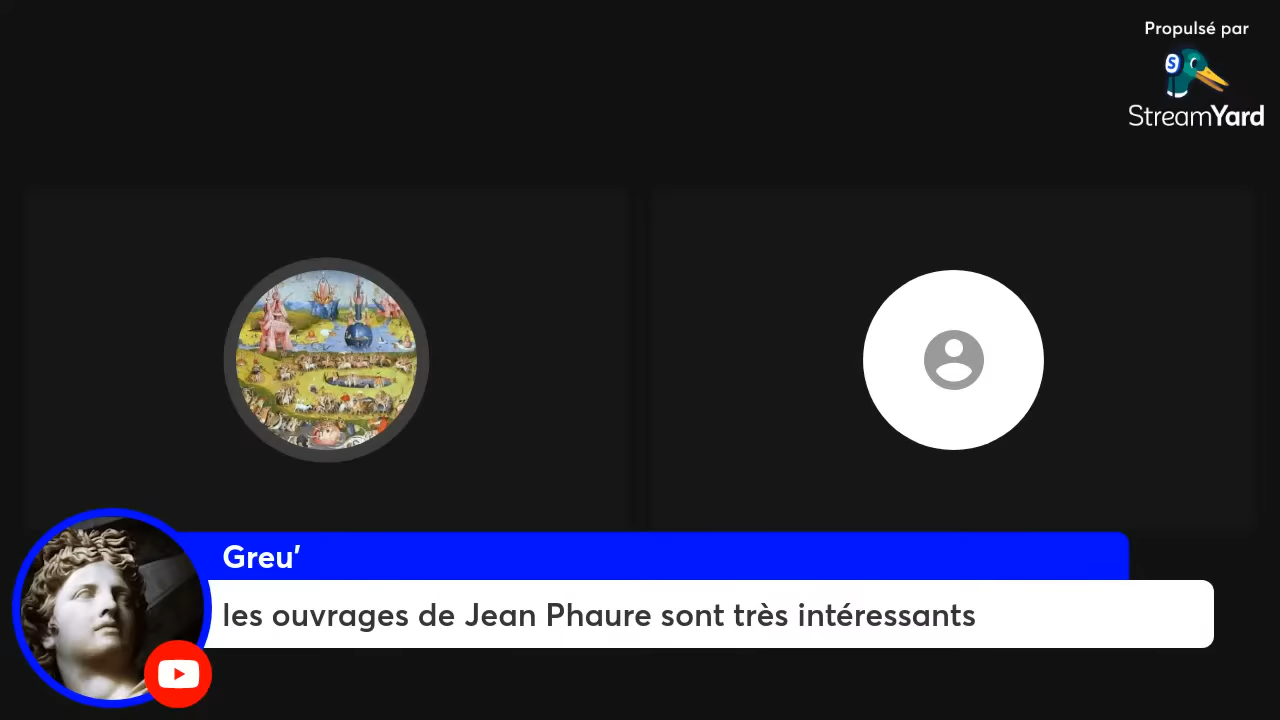 Propulsé par
S
StreamYard
Greu'
les ouvrages de Jean Phaure sont très intéressants